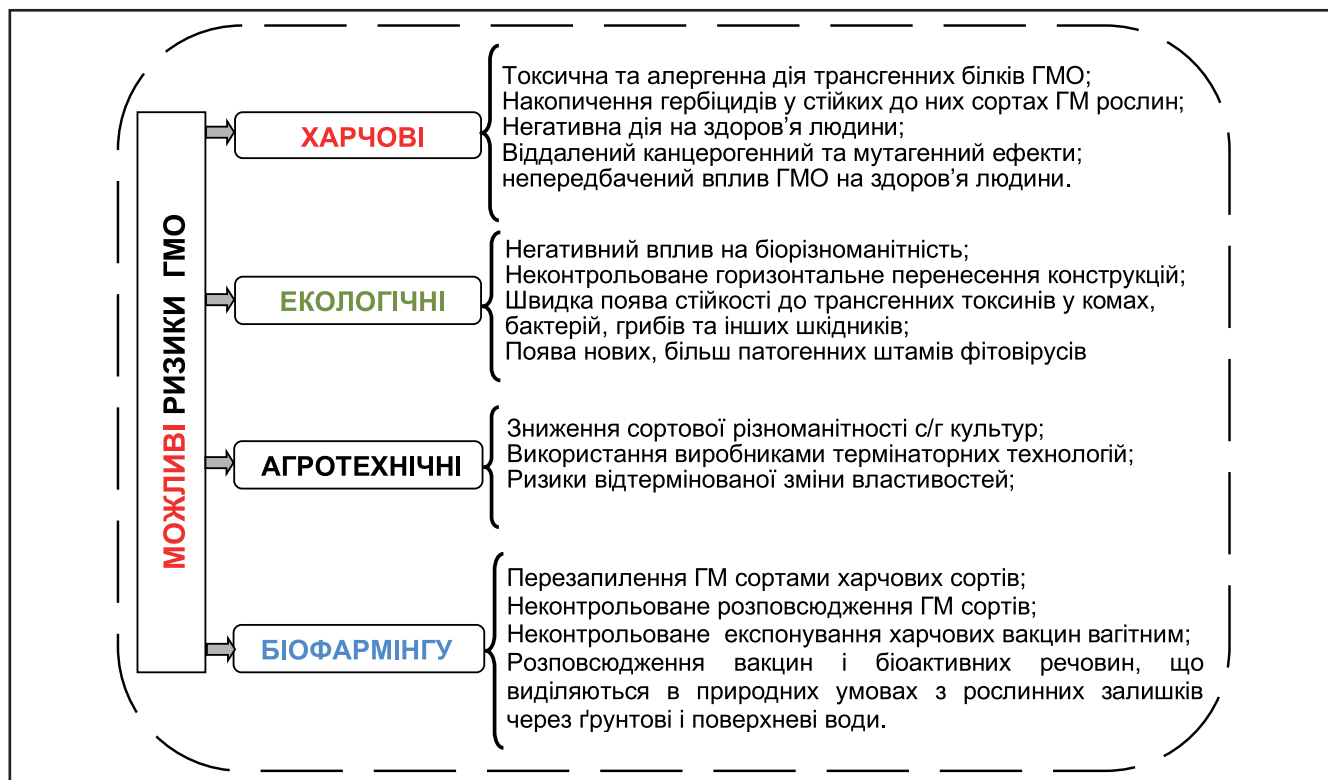 МОЖЛИВІ РИЗИКИ ГМО
ХАРЧОВІ
Токсична та алергенна дія трансгенних білків ГМО;
Накопичення гербіцидів у стійких до них сортах ГМ рослин;
Негативна дія на здоров’я людини;
Віддалений канцерогенний та мутагенний ефекти;
непередбачений вплив ГМО на здоров’я людини.
ЕКОЛОГІЧНІ
Негативний вплив на біорізноманітність;
Неконтрольоване горизонтальне перенесення конструкцій;
Швидка поява стійкості до трансгенних токсинів у комах,
бактерій, грибів та інших шкідників;
Поява нових, більш патогенних штамів фітовірусів
АГРОТЕХНІЧНІ
Зниження сортової різноманітності с/г культур;
Використання виробниками термінаторних технологій;
Ризики відтермінованої зміни властивостей;
БІОФАРМІНГУ
Перезапилення ГМ сортами харчових сортів;
Неконтрольоване розповсюдження ГМ сортів;
Неконтрольоване експонування харчових вакцин вагітним;
Розповсюдження вакцин і біоактивних речовин, що
виділяються в природних умовах з рослинних залишків
через ґрунтові і поверхневі води.